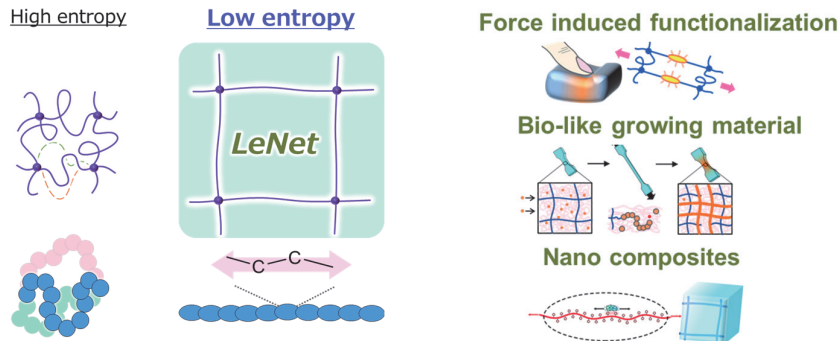 High entropy
Low entropy
LeNet
C
C
Force induced functionalization
Bio-like growing material
Nano composites